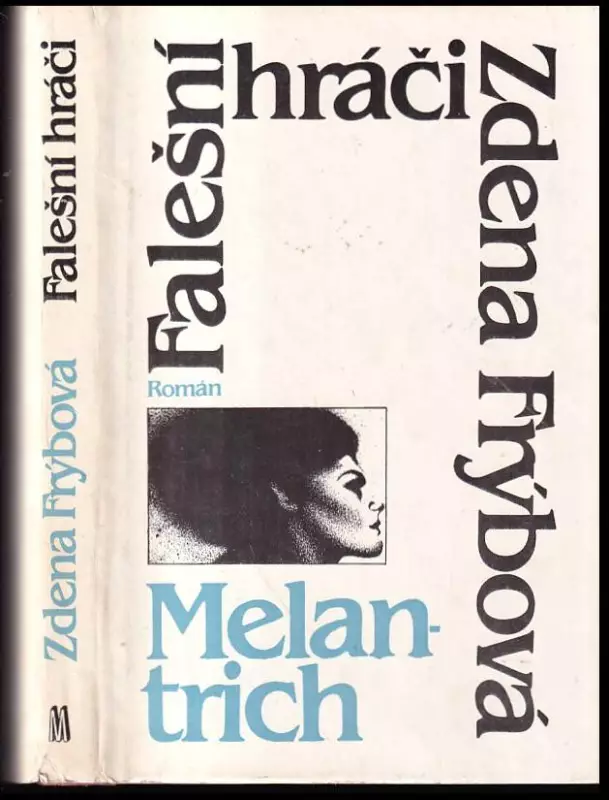 Falešní hráči
Zdena Frýbová
M
Falešní
hráči
Zdena Frýbová
Román
Melan-
trich